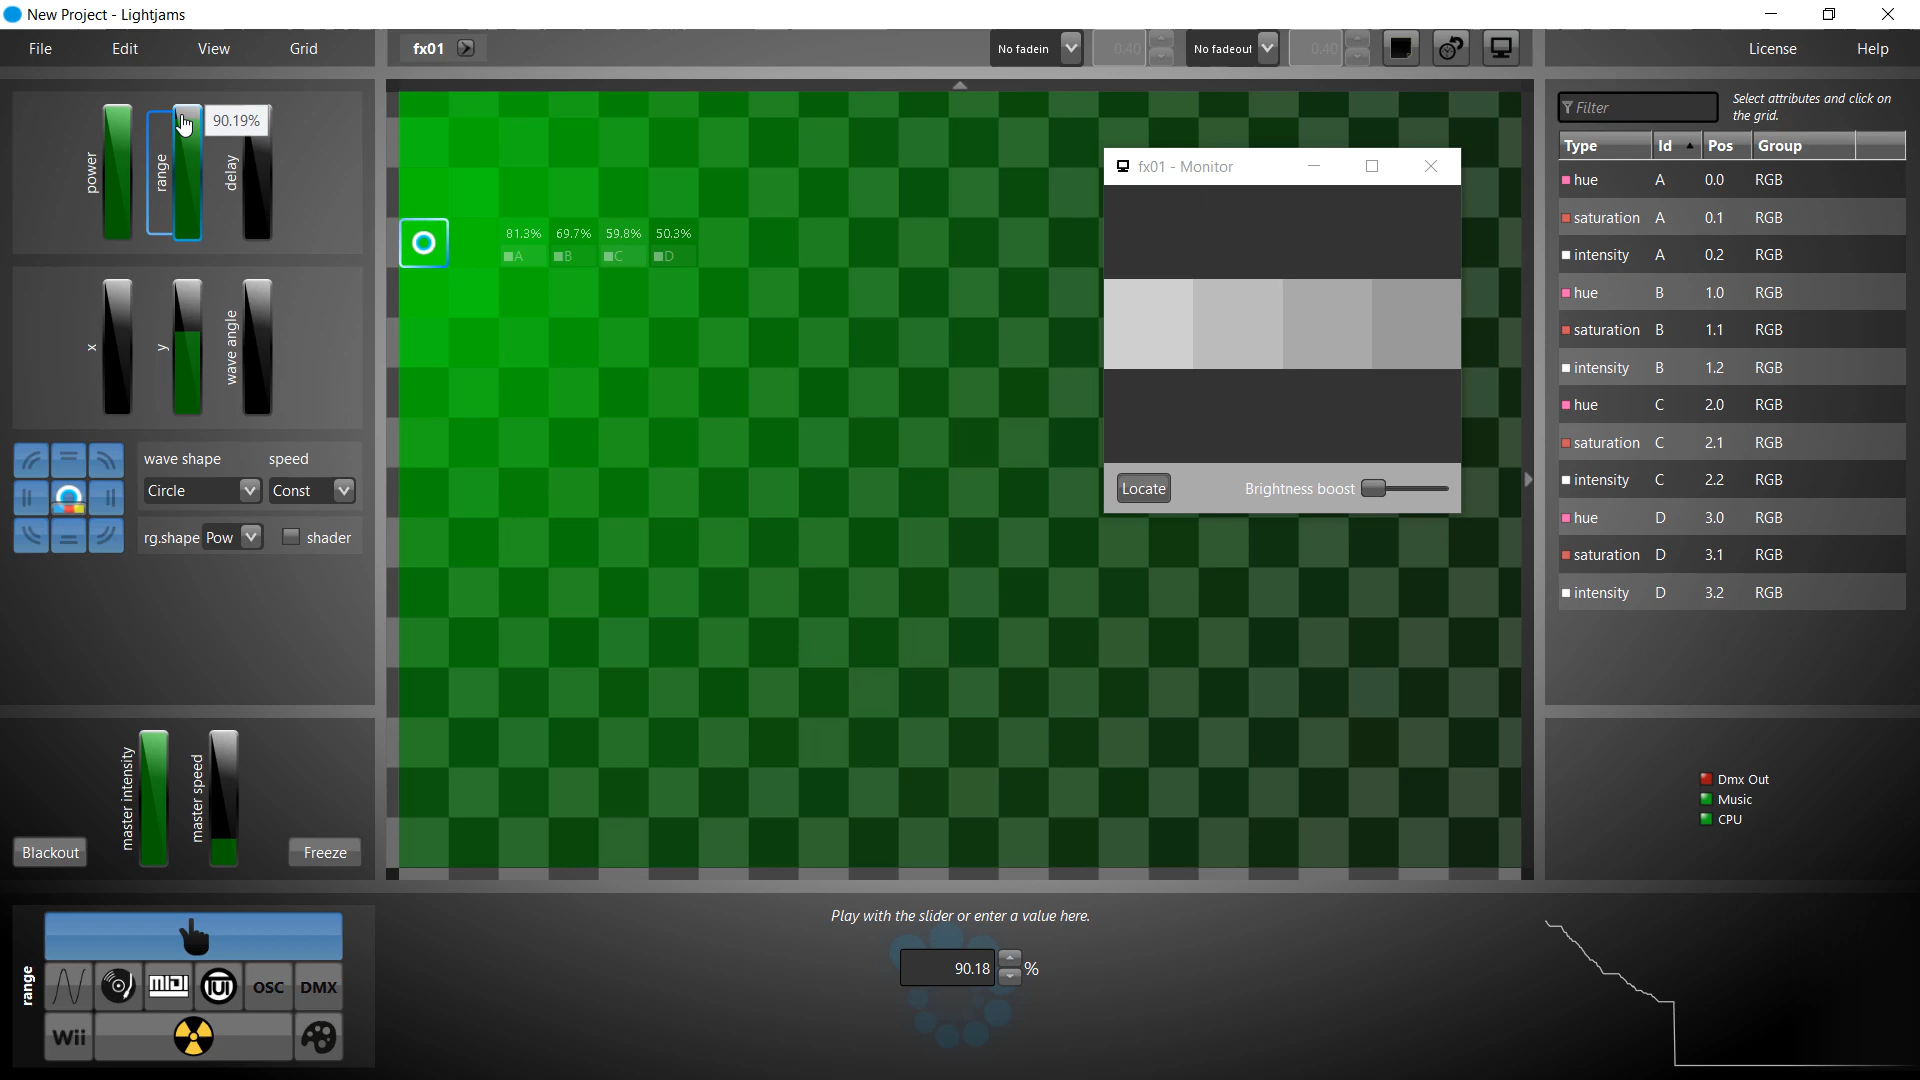 New Project - Lightjams
File Edit View Grid
fx01
No fadein 0.40 No fadeout 0.40
License Help
power range delay
90.19%
x y wave angle
wave shape speed
Circle Const
rg.shape Pow shader
master intensity master speed
Blackout Freeze
81.3% 69.7% 59.8% 50.3%
A B C D
fx01 - Monitor
Locate Brightness boost
Filter
Select attributes and click on
the grid.
Type Id Pos Group
hue A 0.0 RGB
saturation A 0.1 RGB
intensity A 0.2 RGB
hue B 1.0 RGB
saturation B 1.1 RGB
intensity B 1.2 RGB
hue C 2.0 RGB
saturation C 2.1 RGB
intensity C 2.2 RGB
hue D 3.0 RGB
saturation D 3.1 RGB
intensity D 3.2 RGB
Dmx Out
Music
CPU
range
MIDI TUI OSC DMX
Wii
Play with the slider or enter a value here.
90.18 %